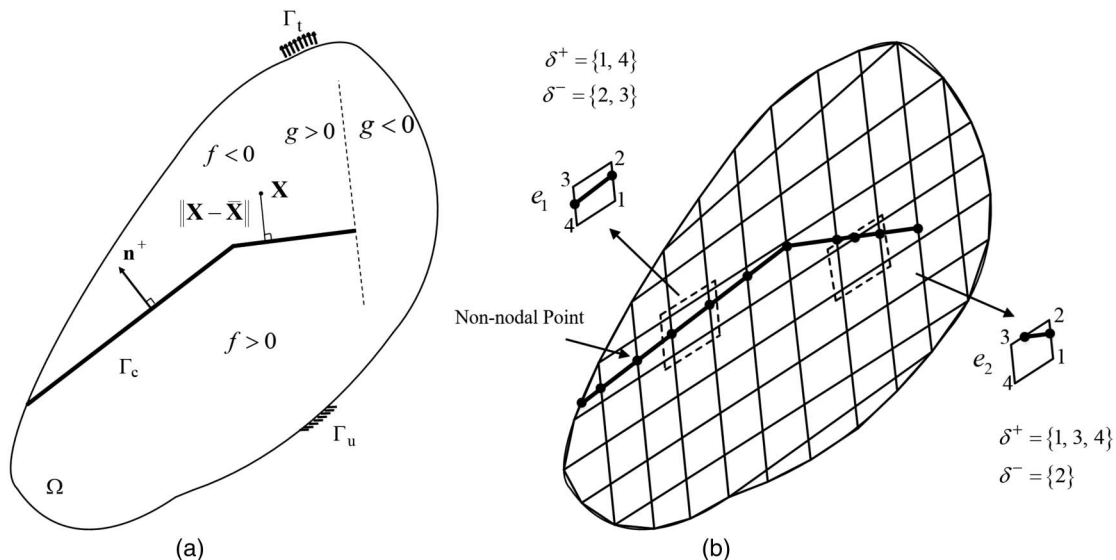 Γt
g > 0
g < 0
f < 0
X
‖X − X̄‖
n⁺
f > 0
Γc
Γu
Ω
(a)
δ⁺ = {1, 4}
δ⁻ = {2, 3}
2
3
e₁
1
4
Non-nodal Point
2
3
e₂
1
4
δ⁺ = {1, 3, 4}
δ⁻ = {2}
(b)